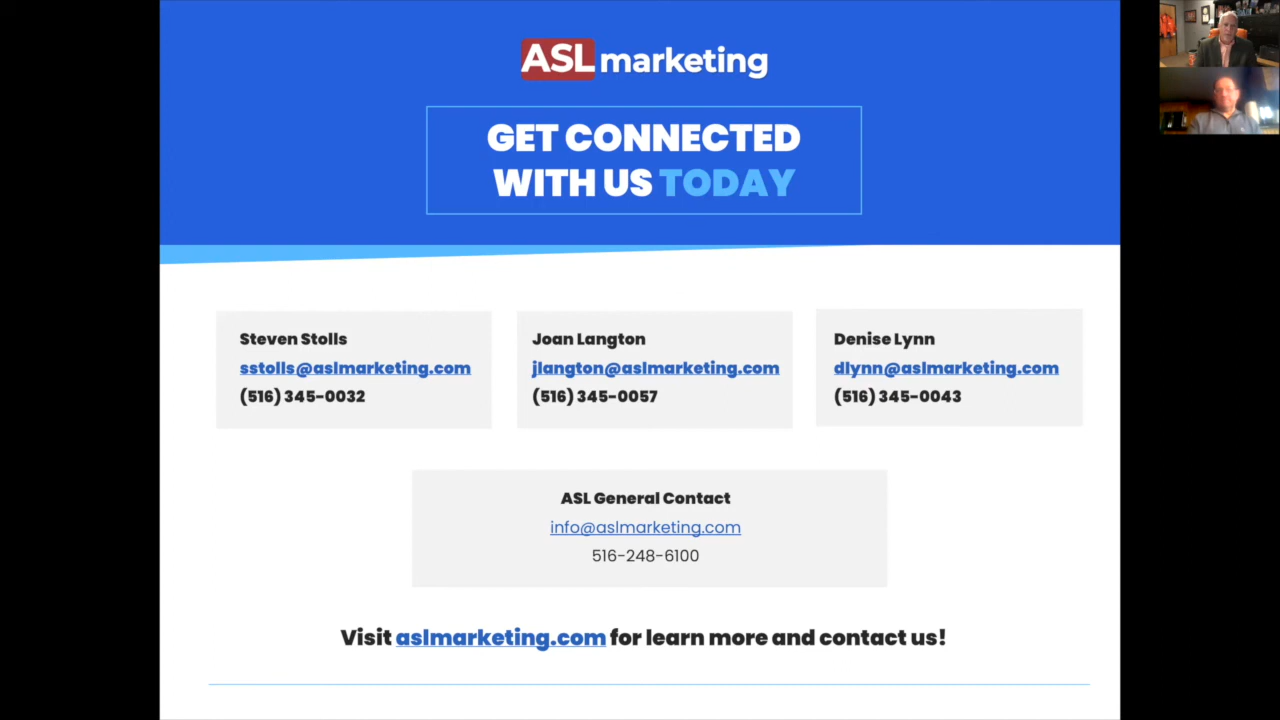 ASL marketing
GET CONNECTED
WITH US TODAY
Steven Stolls
sstolls@aslmarketing.com
(516) 345-0032
Joan Langton
jlangton@aslmarketing.com
(516) 345-0057
Denise Lynn
dlynn@aslmarketing.com
(516) 345-0043
ASL General Contact
info@aslmarketing.com
516-248-6100
Visit aslmarketing.com for learn more and contact us!